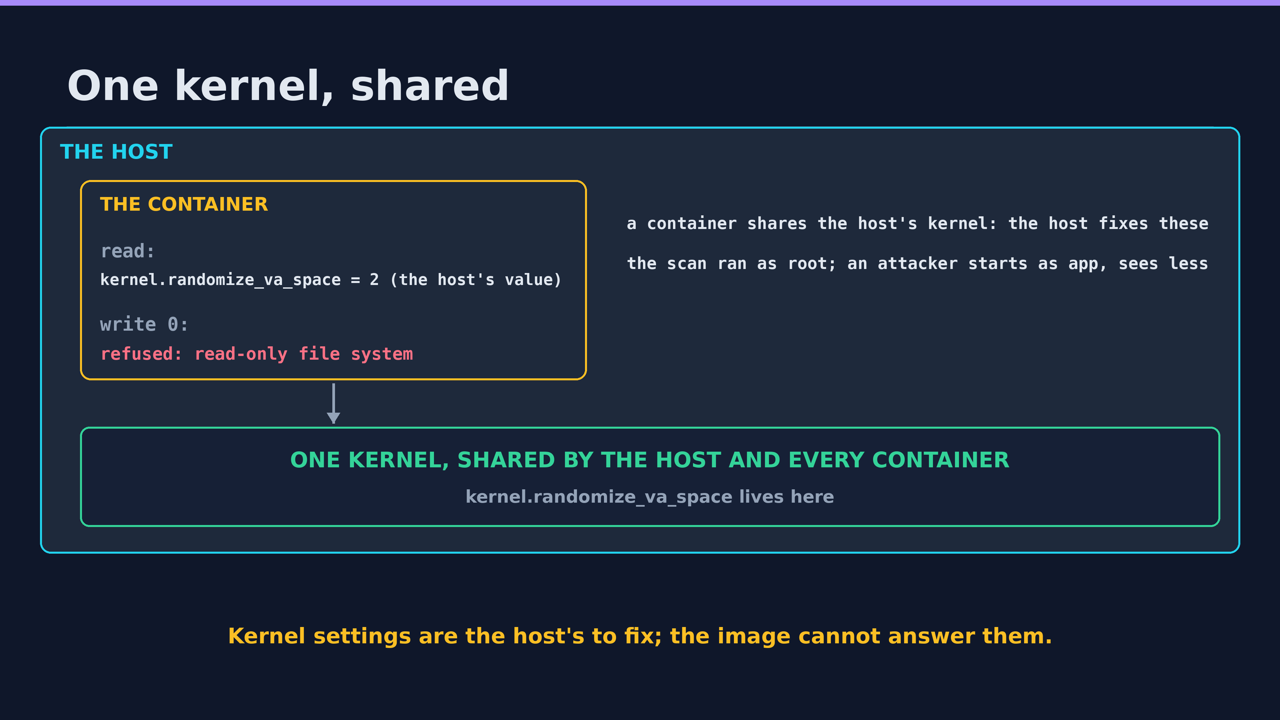 One kernel, shared
THE HOST
THE CONTAINER
read:
kernel.randomize_va_space = 2 (the host's value)
write 0:
refused: read-only file system
a container shares the host's kernel: the host fixes these
the scan ran as root; an attacker starts as app, sees less
ONE KERNEL, SHARED BY THE HOST AND EVERY CONTAINER
kernel.randomize_va_space lives here
Kernel settings are the host's to fix; the image cannot answer them.